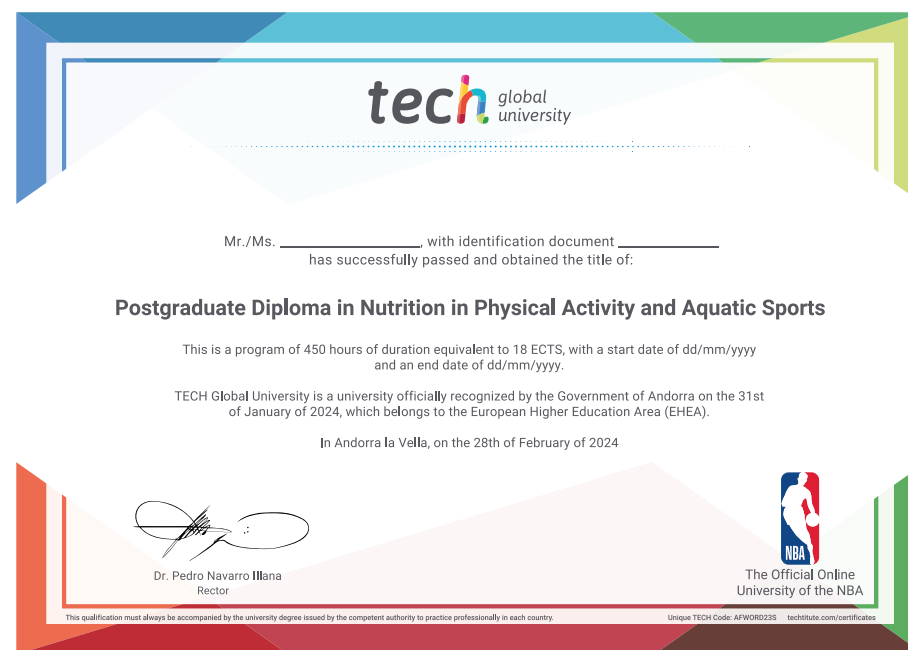 tech global university
Mr./Ms. ____________, with identification document ____________
has successfully passed and obtained the title of:
Postgraduate Diploma in Nutrition in Physical Activity and Aquatic Sports
This is a program of 450 hours of duration equivalent to 18 ECTS, with a start date of dd/mm/yyyy
and an end date of dd/mm/yyyy.
TECH Global University is a university officially recognized by the Government of Andorra on the 31st
of January of 2024, which belongs to the European Higher Education Area (EHEA).
In Andorra la Vella, on the 28th of February of 2024
NBA
Dr. Pedro Navarro Illana
Rector
The Official Online
University of the NBA
This qualification must always be accompanied by the university degree issued by the competent authority to practice professionally in each country.
Unique TECH Code: AFWORD23S techtitute.com/certificates